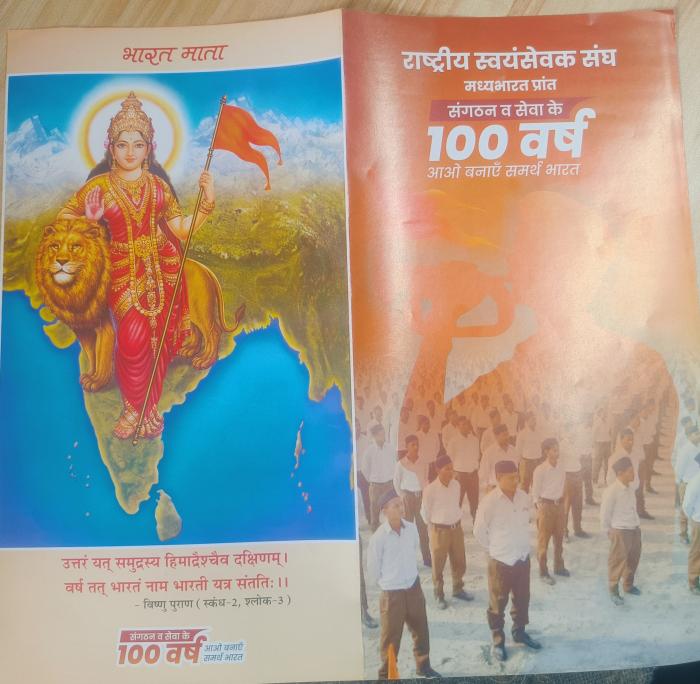 भारत माता
उत्तरं यत् समुद्रस्य हिमाद्रैश्चैव दक्षिणम्।
वर्ष तत् भारतं नाम भारती यत्र संततिः।।
- विष्णु पुराण ( स्कंध-2, श्लोक-3 )
संगठन व सेवा के
100 वर्ष
आओ बनाएँ
समर्थ भारत
राष्ट्रीय स्वयंसेवक संघ
मध्यभारत प्रांत
संगठन व सेवा के
100 वर्ष
आओ बनाएँ समर्थ भारत